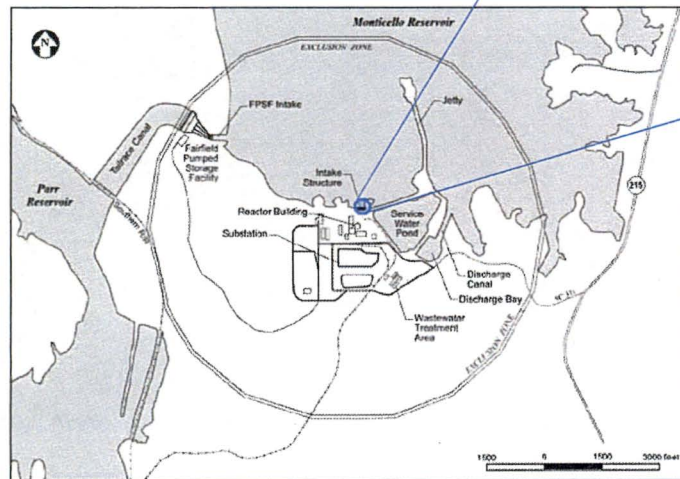 Monticello Reservoir
N
EXCLUSION ZONE
FPSF Intake
Jetty
Tailrace Canal
Fairfield
Pumped
Storage
Facility
Intake
Structure
Parr
Reservoir
215
Reactor Building
Service
Water
Pond
Substation
Discharge
Canal
Discharge Bay
Wastewater
Treatment
Area
EXCLUSION ZONE
1500 0 1500 3000 feet